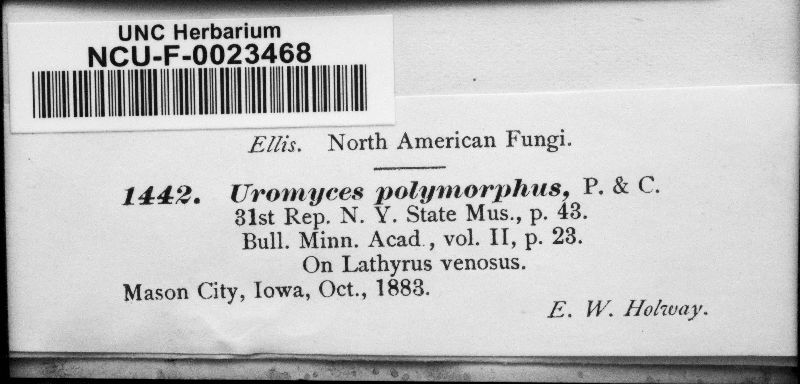 UNC Herbarium
NCU-F-0023468
Ellis. North American Fungi.
1442. Uromyces polymorphus, P. & C.
31st Rep. N. Y. State Mus., p. 43.
Bull. Minn. Acad., vol. II, p. 23.
On Lathyrus venosus.
Mason City, Iowa, Oct., 1883.
E. W. Holway.